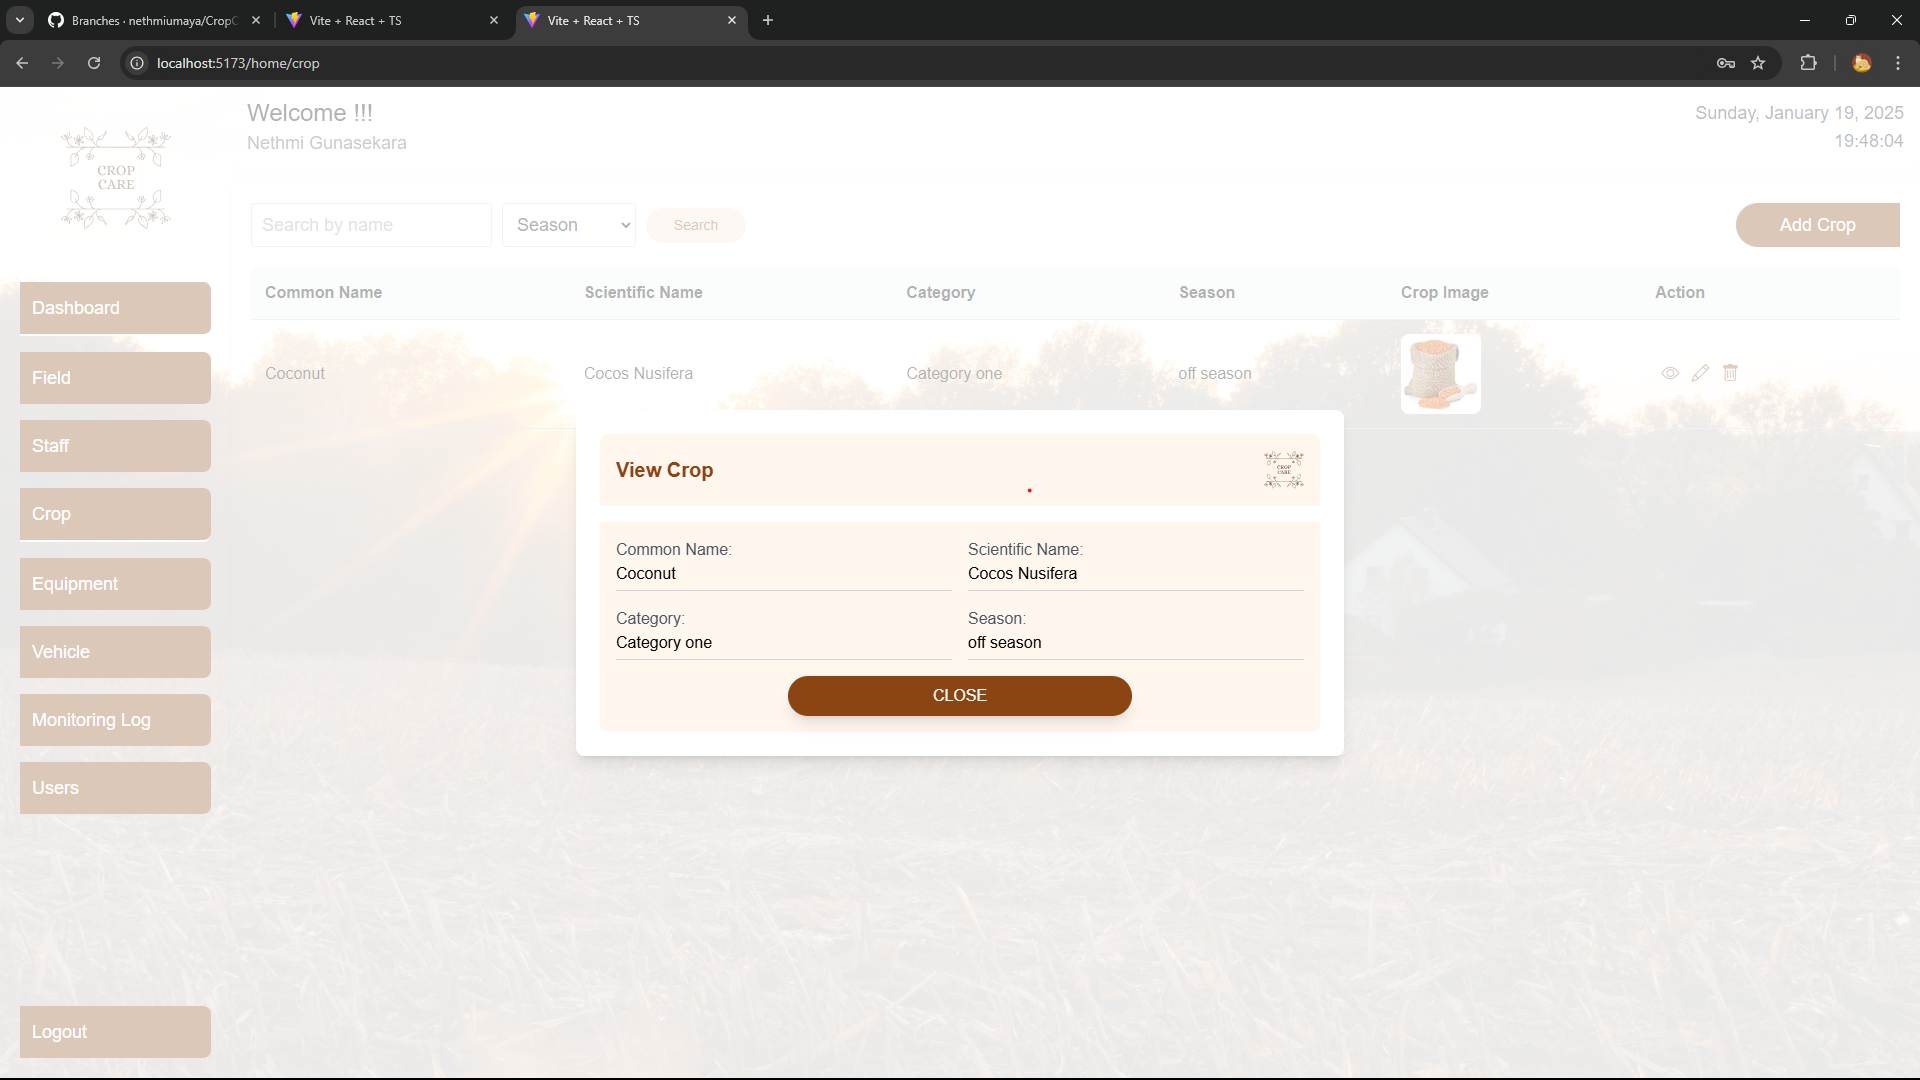 Branches · nethmiumaya/CropC
Vite + React + TS
Vite + React + TS
localhost:5173/home/crop
CROP
CARE
Welcome !!!
Nethmi Gunasekara
Sunday, January 19, 2025
19:48:04
Search by name
Season
Search
Add Crop
Common Name Scientific Name Category Season Crop Image Action
Coconut Cocos Nusifera Category one off season
Dashboard
Field
Staff
Crop
Equipment
Vehicle
Monitoring Log
Users
Logout
View Crop
CROP
CARE
Common Name:
Coconut
Scientific Name:
Cocos Nusifera
Category:
Category one
Season:
off season
CLOSE